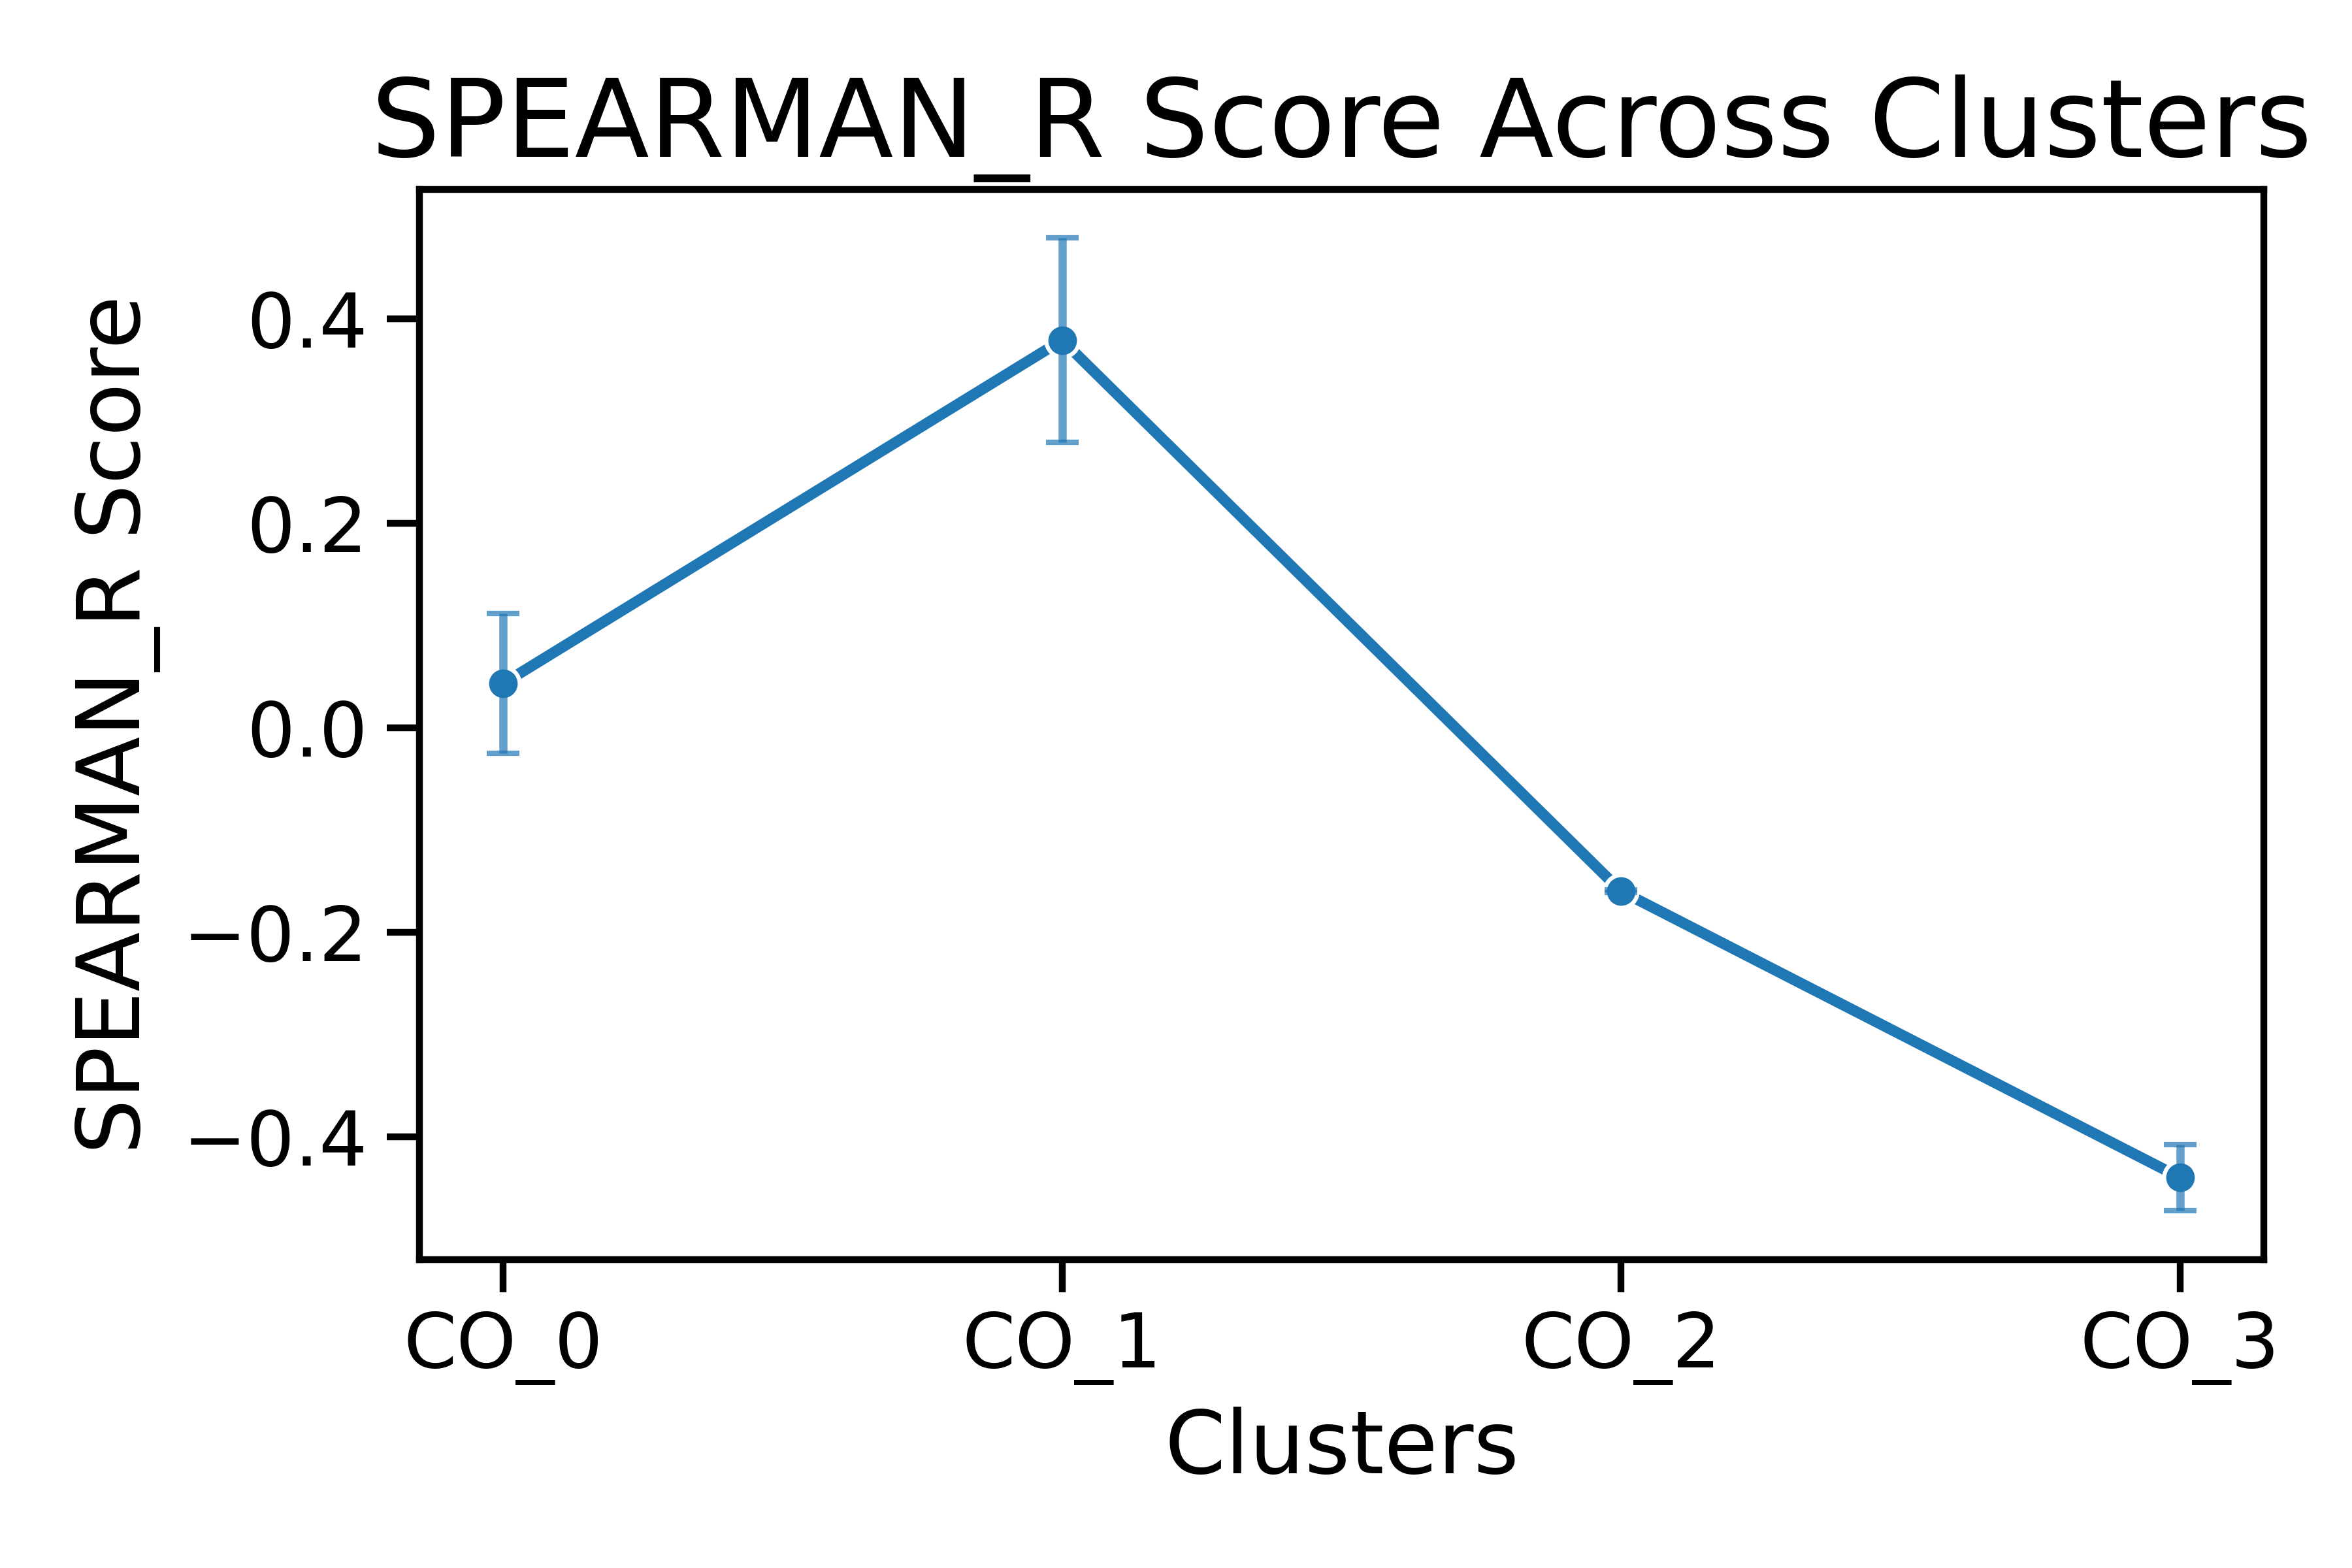 SPEARMAN_R Score Across Clusters
SPEARMAN_R Score
0.4
0.2
0.0
−0.2
−0.4
CO_0 CO_1 CO_2 CO_3
Clusters